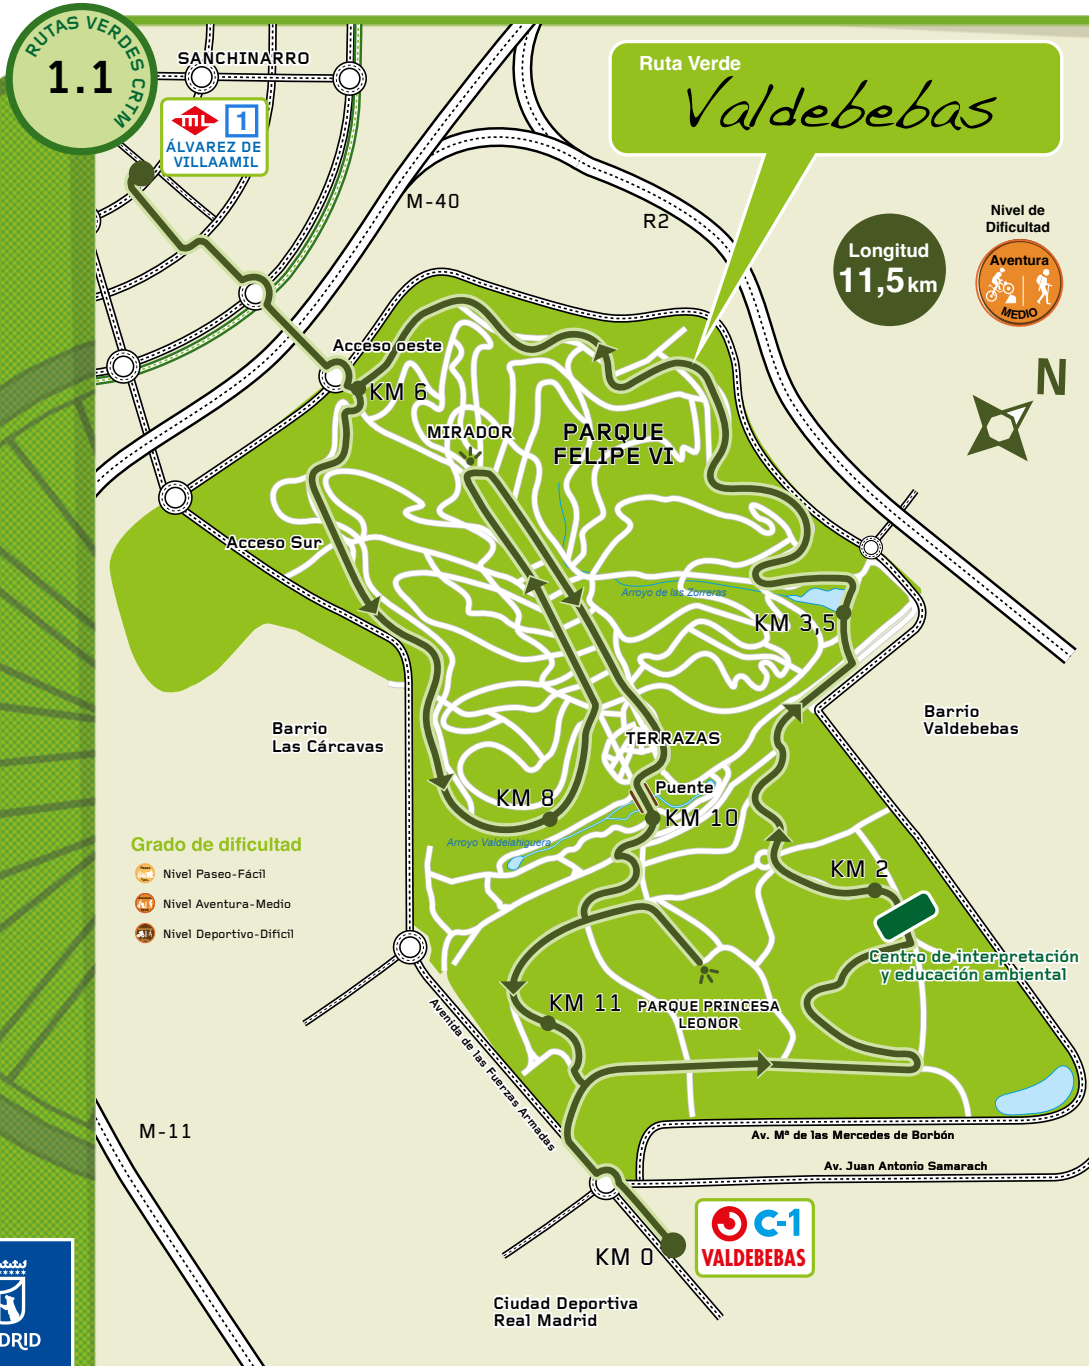 RUTAS VERDES CRTM
1.1
SANCHINARRO
ML 1
ÁLVAREZ DE
VILLAAMIL
Ruta Verde
Valdebebas
M-40
R2
Longitud
11,5 km
Nivel de
Dificultad
Aventura
MEDIO
N
Acceso oeste
KM 6
MIRADOR
PARQUE
FELIPE VI
Acceso Sur
Arroyo de las Zorreras
KM 3,5
Barrio
Las Cárcavas
Barrio
Valdebebas
TERRAZAS
Puente
KM 8
KM 10
Arroyo Valdelahiguera
Grado de dificultad
Nivel Paseo-Fácil
Nivel Aventura-Medio
Nivel Deportivo-Dificil
KM 2
Centro de interpretación
y educación ambiental
KM 11
PARQUE PRINCESA
LEONOR
Avenida de las Fuerzas Armadas
M-11
Av. Mª de las Mercedes de Borbón
Av. Juan Antonio Samarach
KM 0
C-1
VALDEBEBAS
Ciudad Deportiva
Real Madrid
DRID